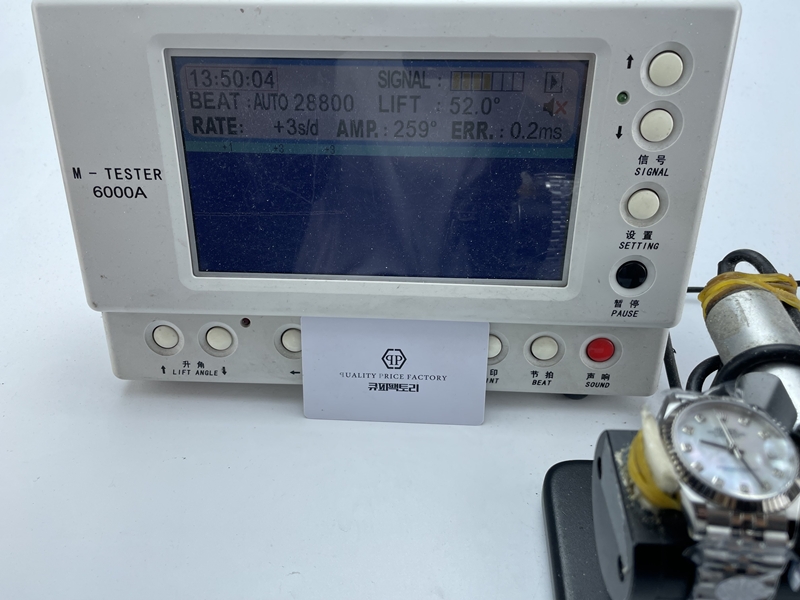 13:50:04 SIGNAL :
BEAT : AUTO 28800 LIFT : 52.0°
RATE: +3s/d AMP.: 259° ERR.: 0.2ms
M - TESTER
6000A
信号
SIGNAL
设置
SETTING
暂停
PAUSE
升角
LIFT ANGLE
印
INT
节拍
BEAT
声响
SOUND
QUALITY PRICE FACTORY
큐피팩토리